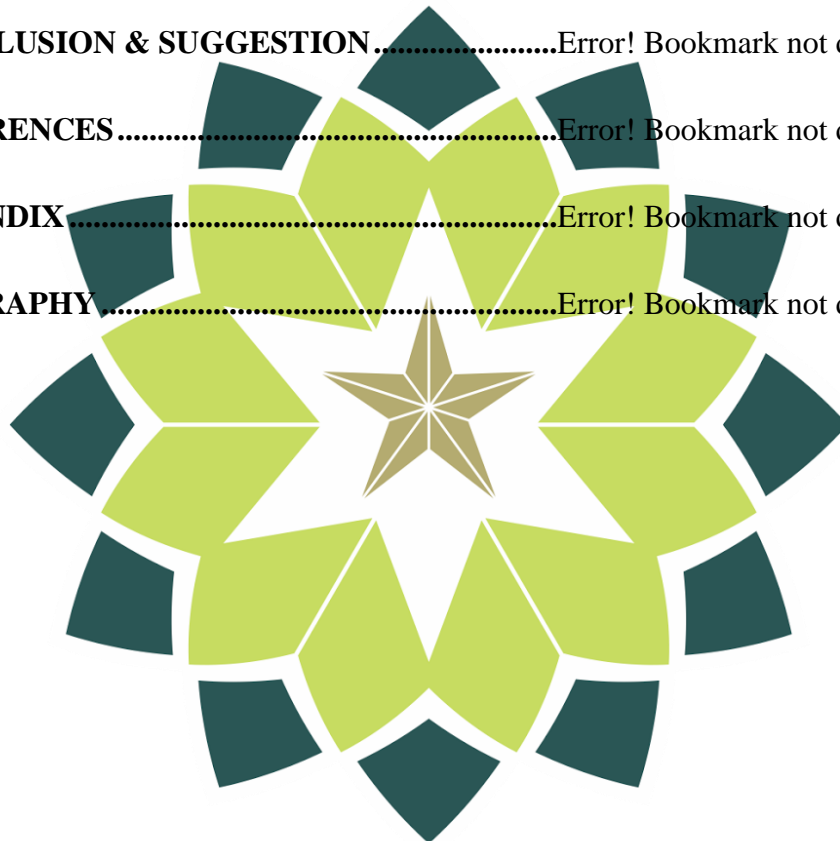 LUSION & SUGGESTION......................Error! Bookmark not d
RENCES.......................................................Error! Bookmark not d
NDIX.............................................................Error! Bookmark not d
RAPHY.........................................................Error! Bookmark not d